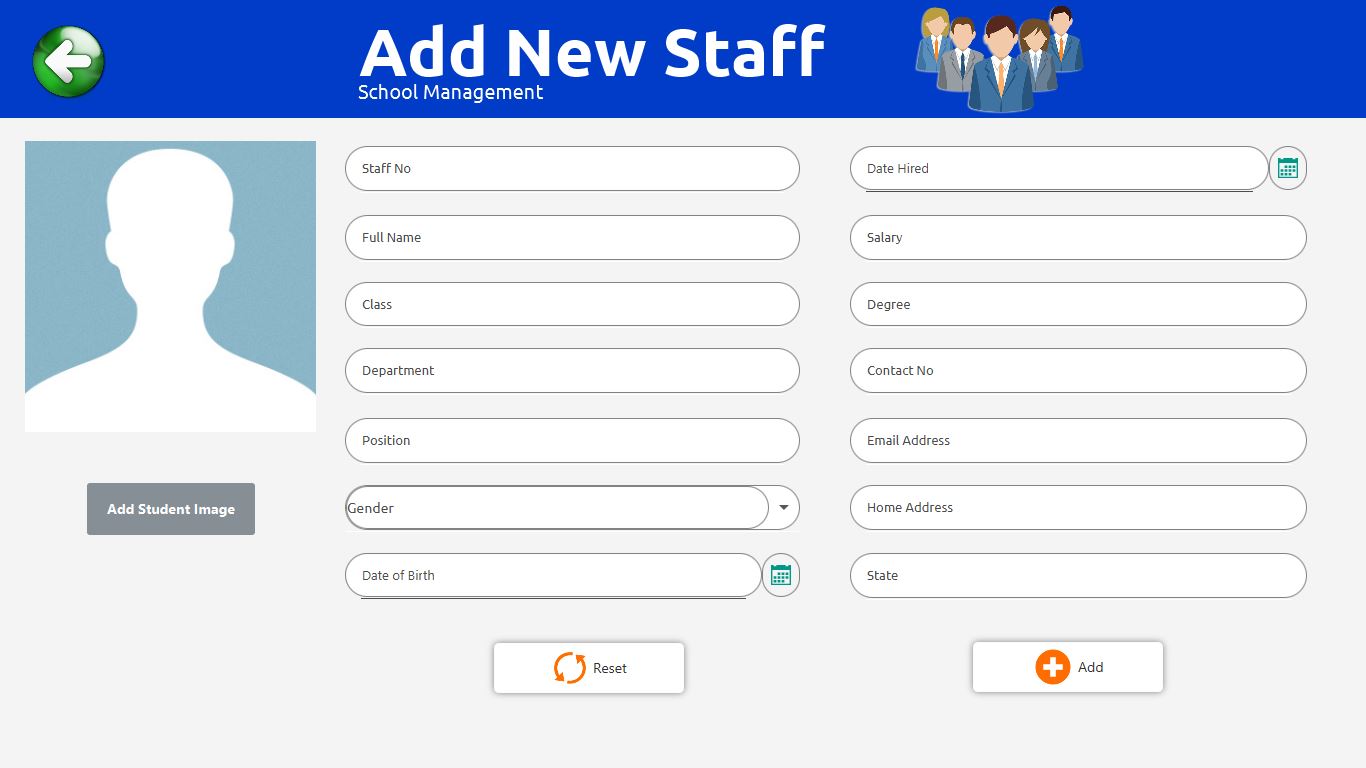 Add New Staff
School Management
Staff No
Date Hired
Full Name
Salary
Class
Degree
Department
Contact No
Position
Email Address
Add Student Image
Gender
Home Address
Date of Birth
State
Reset
Add